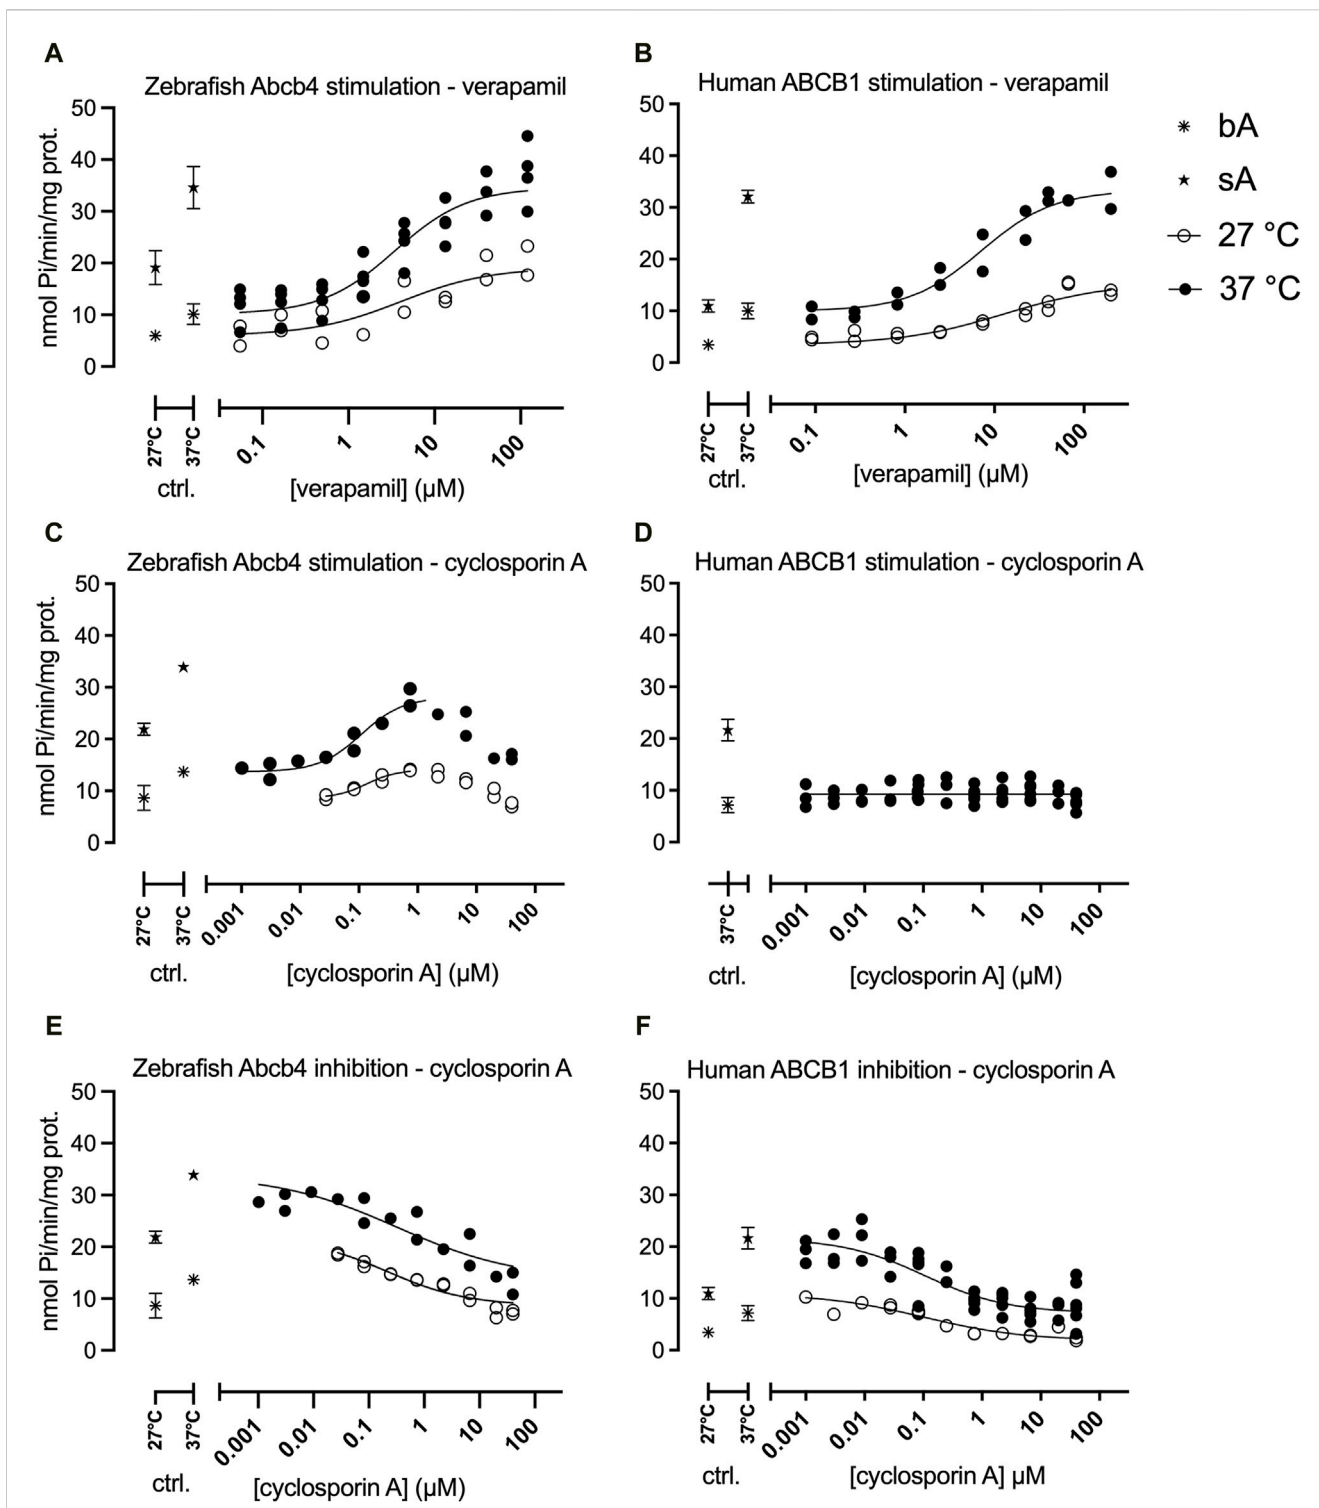 A
Zebrafish Abcb4 stimulation - verapamil
nmol Pi/min/mg prot.
50
40
30
20
10
0
27°C
37°C
ctrl.
0.1
1
10
100
[verapamil] (µM)
B
Human ABCB1 stimulation - verapamil
50
40
30
20
10
0
27°C
37°C
ctrl.
0.1
1
10
100
[verapamil] (µM)
bA
sA
27 °C
37 °C
C
Zebrafish Abcb4 stimulation - cyclosporin A
nmol Pi/min/mg prot.
50
40
30
20
10
0
27°C
37°C
ctrl.
0.001
0.01
0.1
1
10
100
[cyclosporin A] (µM)
D
Human ABCB1 stimulation - cyclosporin A
50
40
30
20
10
0
37°C
ctrl.
0.001
0.01
0.1
1
10
100
[cyclosporin A] (µM)
E
Zebrafish Abcb4 inhibition - cyclosporin A
nmol Pi/min/mg prot.
50
40
30
20
10
0
27°C
37°C
ctrl.
0.001
0.01
0.1
1
10
100
[cyclosporin A] (µM)
F
Human ABCB1 inhibition - cyclosporin A
50
40
30
20
10
0
27°C
37°C
ctrl.
0.001
0.01
0.1
1
10
100
[cyclosporin A] µM